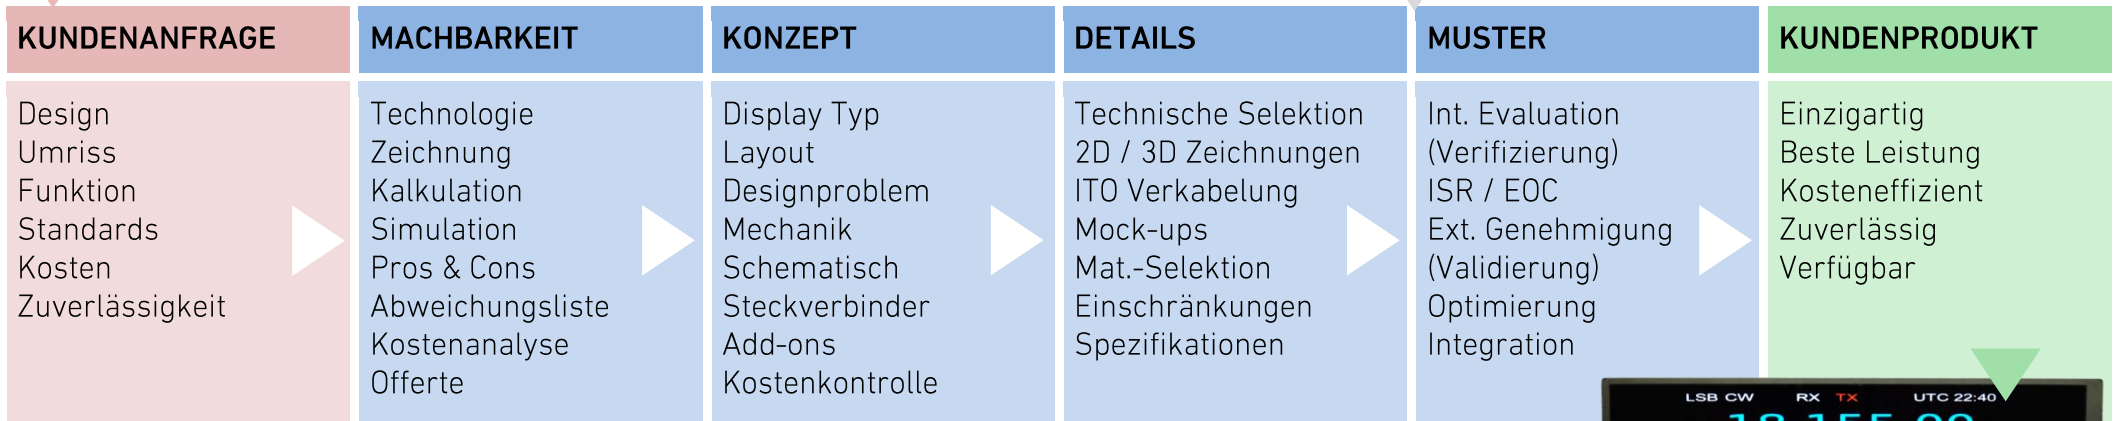 KUNDENANFRAGE
Design
Umriss
Funktion
Standards
Kosten
Zuverlässigkeit
MACHBARKEIT
Technologie
Zeichnung
Kalkulation
Simulation
Pros & Cons
Abweichungsliste
Kostenanalyse
Offerte
KONZEPT
Display Typ
Layout
Designproblem
Mechanik
Schematisch
Steckverbinder
Add-ons
Kostenkontrolle
DETAILS
Technische Selektion
2D / 3D Zeichnungen
ITO Verkabelung
Mock-ups
Mat.-Selektion
Einschränkungen
Spezifikationen
MUSTER
Int. Evaluation
(Verifizierung)
ISR / EOC
Ext. Genehmigung
(Validierung)
Optimierung
Integration
KUNDENPRODUKT
Einzigartig
Beste Leistung
Kosteneffizient
Zuverlässig
Verfügbar
LSB CW RX TX UTC 22:40